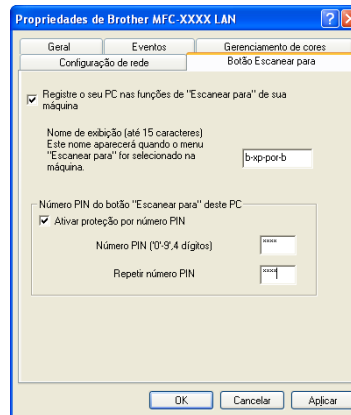 Propriedades de Brother MFC-XXXX LAN
Geral Eventos Gerenciamento de cores
Configuração de rede Botão Escanear para
Registre o seu PC nas funções de "Escanear para" de sua
máquina
Nome de exibição (até 15 caracteres)
Este nome aparecerá quando o menu
"Escanear para" for selecionado na
máquina.
b-xp-por-b
Número PIN do botão "Escanear para" deste PC
Ativar proteção por número PIN
Número PIN ('0'-'9',4 dígitos) xxxx
Repetir número PIN xxxx
OK Cancelar Aplicar